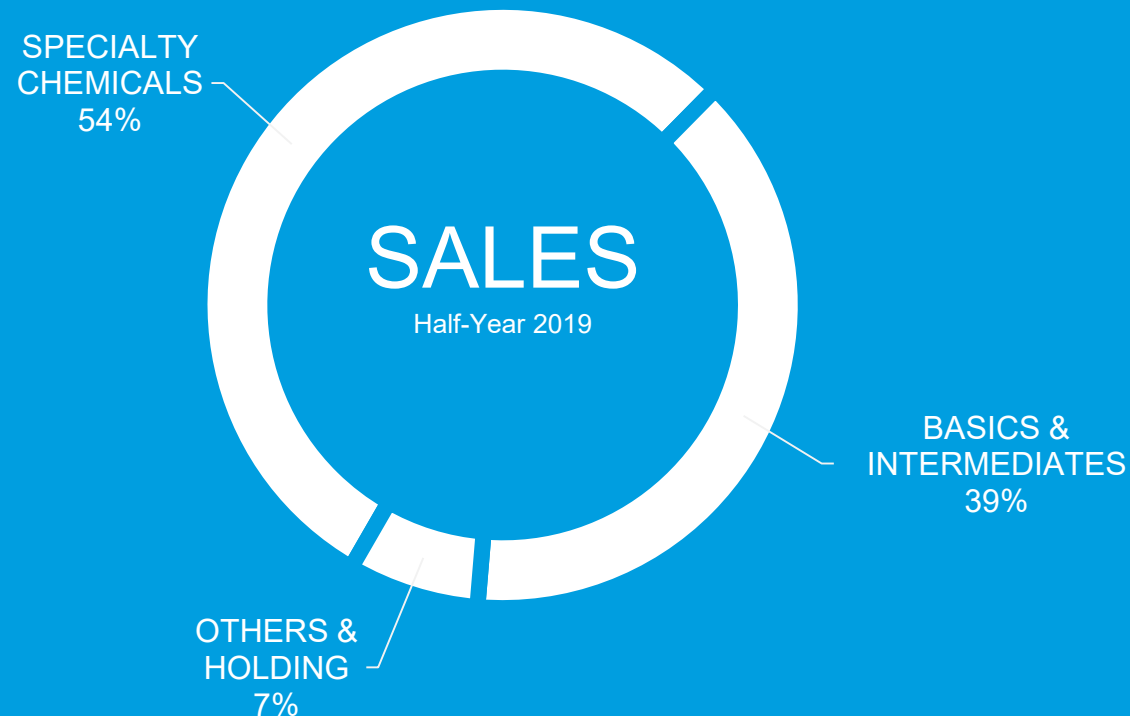 SPECIALTY
CHEMICALS
54%
SALES
Half-Year 2019
BASICS &
INTERMEDIATES
39%
OTHERS &
HOLDING
7%